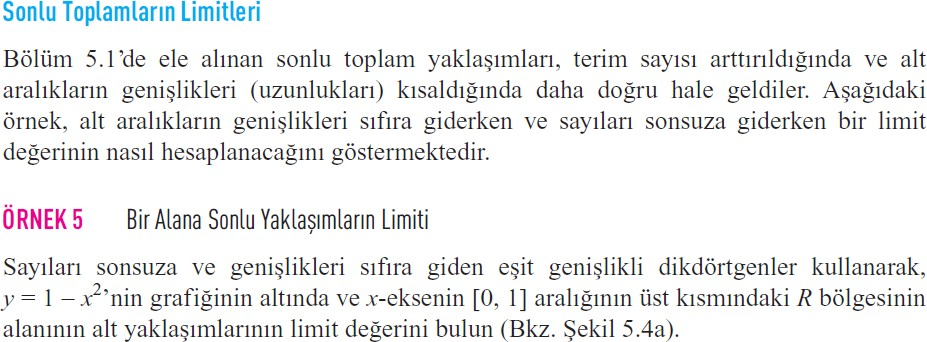 Sonlu Toplamların Limitleri
Bölüm 5.1'de ele alınan sonlu toplam yaklaşımları, terim sayısı arttırıldığında ve alt
aralıkların genişlikleri (uzunlukları) kısaldığında daha doğru hale geldiler. Aşağıdaki
örnek, alt aralıkların genişlikleri sıfıra giderken ve sayıları sonsuza giderken bir limit
değerinin nasıl hesaplanacağını göstermektedir.
ÖRNEK 5 Bir Alana Sonlu Yaklaşımların Limiti
Sayıları sonsuza ve genişlikleri sıfıra giden eşit genişlikli dikdörtgenler kullanarak,
y = 1 – x²'nin grafiğinin altında ve x-eksenin [0, 1] aralığının üst kısmındaki R bölgesinin
alanının alt yaklaşımlarının limit değerini bulun (Bkz. Şekil 5.4a).